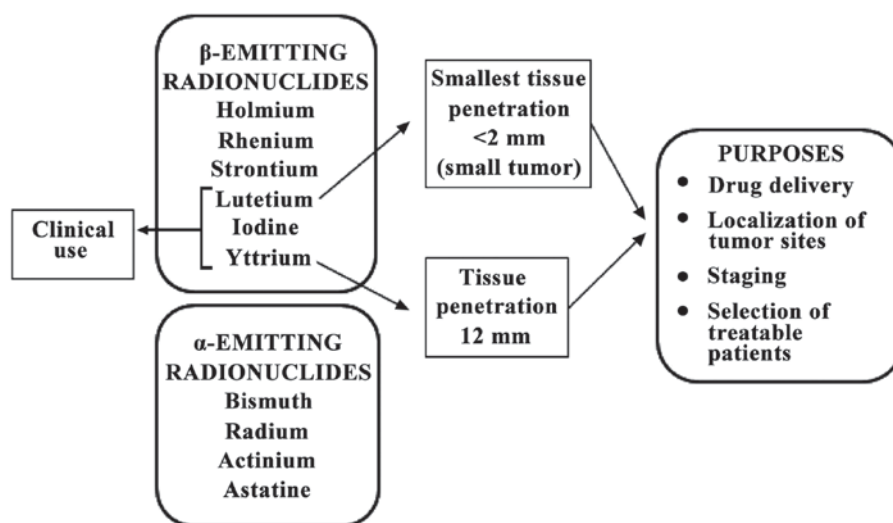 β-EMITTING
RADIONUCLIDES
Holmium
Rhenium
Strontium
Lutetium
Iodine
Yttrium
Clinical
use
α-EMITTING
RADIONUCLIDES
Bismuth
Radium
Actinium
Astatine
Smallest tissue
penetration
<2 mm
(small tumor)
Tissue
penetration
12 mm
PURPOSES
• Drug delivery
• Localization of
tumor sites
• Staging
• Selection of
treatable
patients